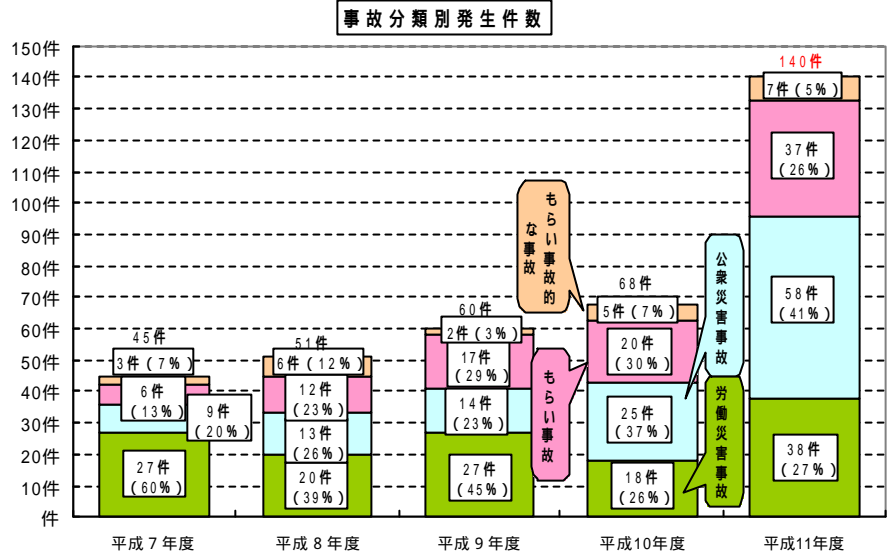 事故分類別発生件数
150件
140件
130件
120件
110件
100件
90件
80件
70件
60件
50件
40件
30件
20件
10件
件
45件
3件(7%)
6件
(13%)
9件
(20%)
27件
(60%)
51件
6件(12%)
12件
(23%)
13件
(26%)
20件
(39%)
60件
2件(3%)
17件
(29%)
14件
(23%)
27件
(45%)
68件
5件(7%)
20件
(30%)
25件
(37%)
18件
(26%)
140件
7件(5%)
37件
(26%)
58件
(41%)
38件
(27%)
もらい事故的
な事故
もらい事故
公衆災害事故
労働災害事故
平成7年度
平成8年度
平成9年度
平成10年度
平成11年度